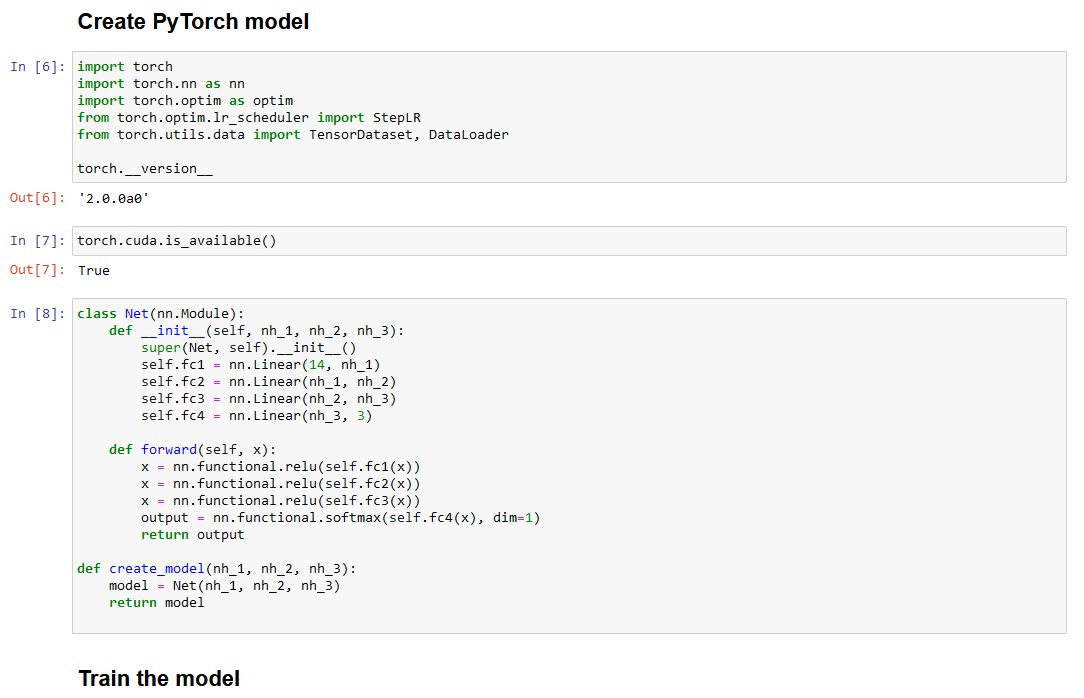 Create PyTorch model
In [6]:
import torch
import torch.nn as nn
import torch.optim as optim
from torch.optim.lr_scheduler import StepLR
from torch.utils.data import TensorDataset, DataLoader

torch.__version__
Out[6]: '2.0.0a0'
In [7]: torch.cuda.is_available()
Out[7]: True
In [8]:
class Net(nn.Module):
    def __init__(self, nh_1, nh_2, nh_3):
        super(Net, self).__init__()
        self.fc1 = nn.Linear(14, nh_1)
        self.fc2 = nn.Linear(nh_1, nh_2)
        self.fc3 = nn.Linear(nh_2, nh_3)
        self.fc4 = nn.Linear(nh_3, 3)

    def forward(self, x):
        x = nn.functional.relu(self.fc1(x))
        x = nn.functional.relu(self.fc2(x))
        x = nn.functional.relu(self.fc3(x))
        output = nn.functional.softmax(self.fc4(x), dim=1)
        return output

def create_model(nh_1, nh_2, nh_3):
    model = Net(nh_1, nh_2, nh_3)
    return model
Train the model